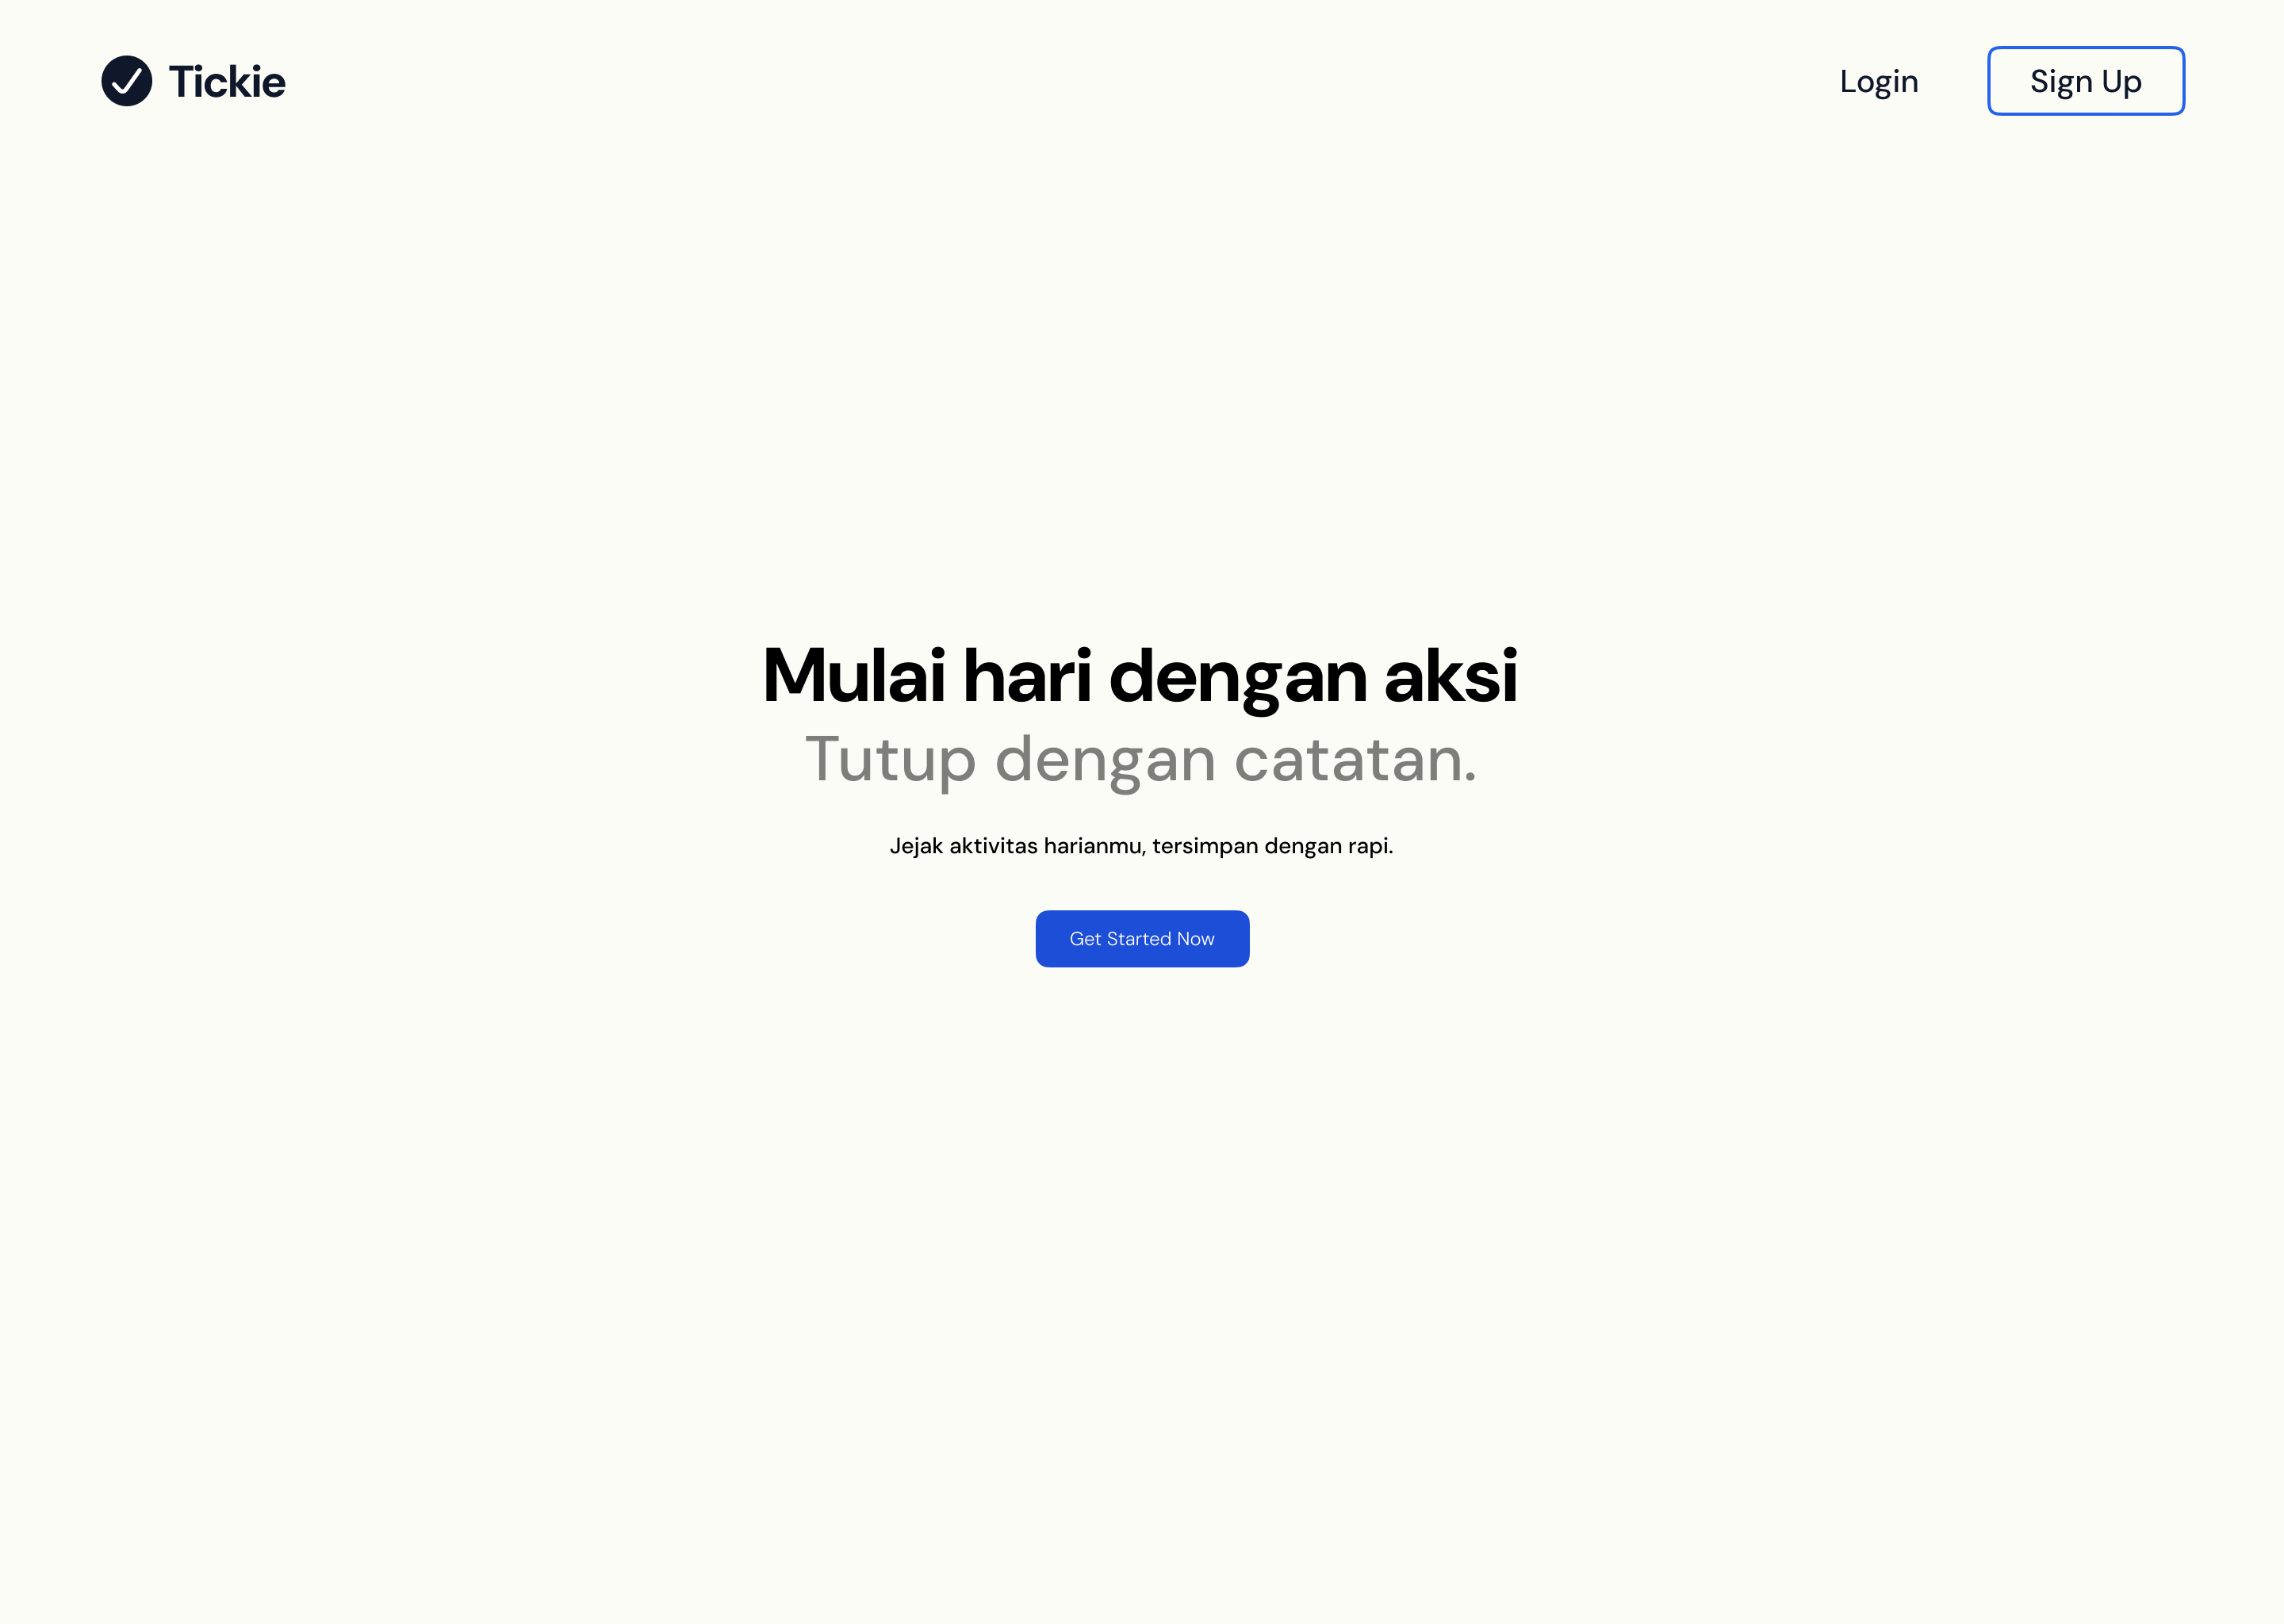 Tickie
Login
Sign Up
Mulai hari dengan aksi
Tutup dengan catatan.
Jejak aktivitas harianmu, tersimpan dengan rapi.
Get Started Now